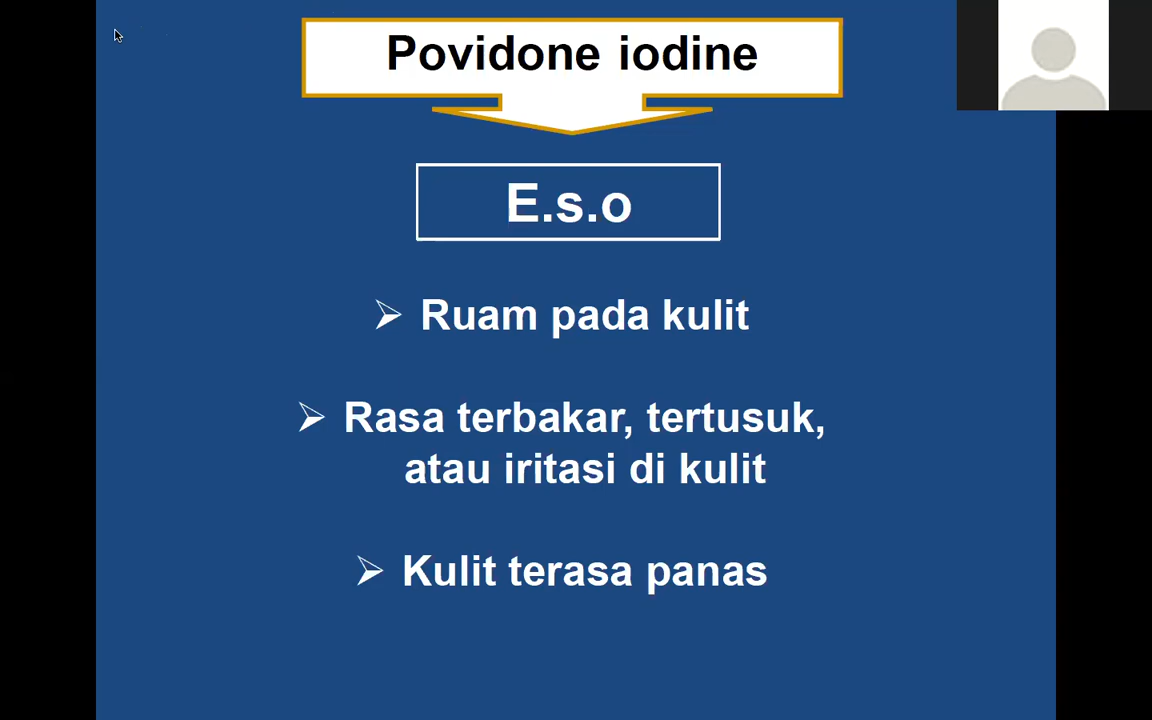 Povidone iodine
E.s.o
➢ Ruam pada kulit
➢ Rasa terbakar, tertusuk,
atau iritasi di kulit
➢ Kulit terasa panas